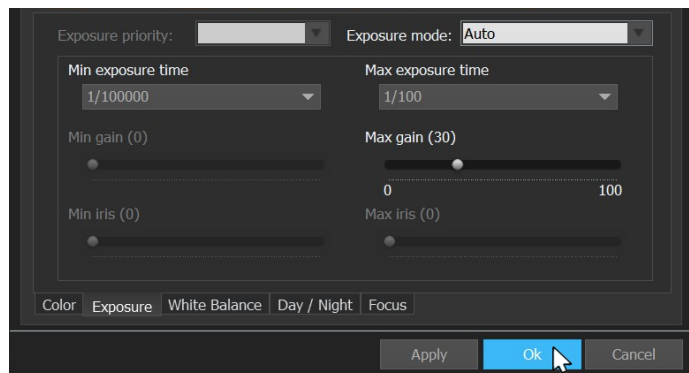 Exposure priority: Exposure mode: Auto
Min exposure time Max exposure time
1/100000 1/100
Min gain (0) Max gain (30)
0 100
Min iris (0) Max iris (0)
Color Exposure White Balance Day / Night Focus
Apply Ok Cancel